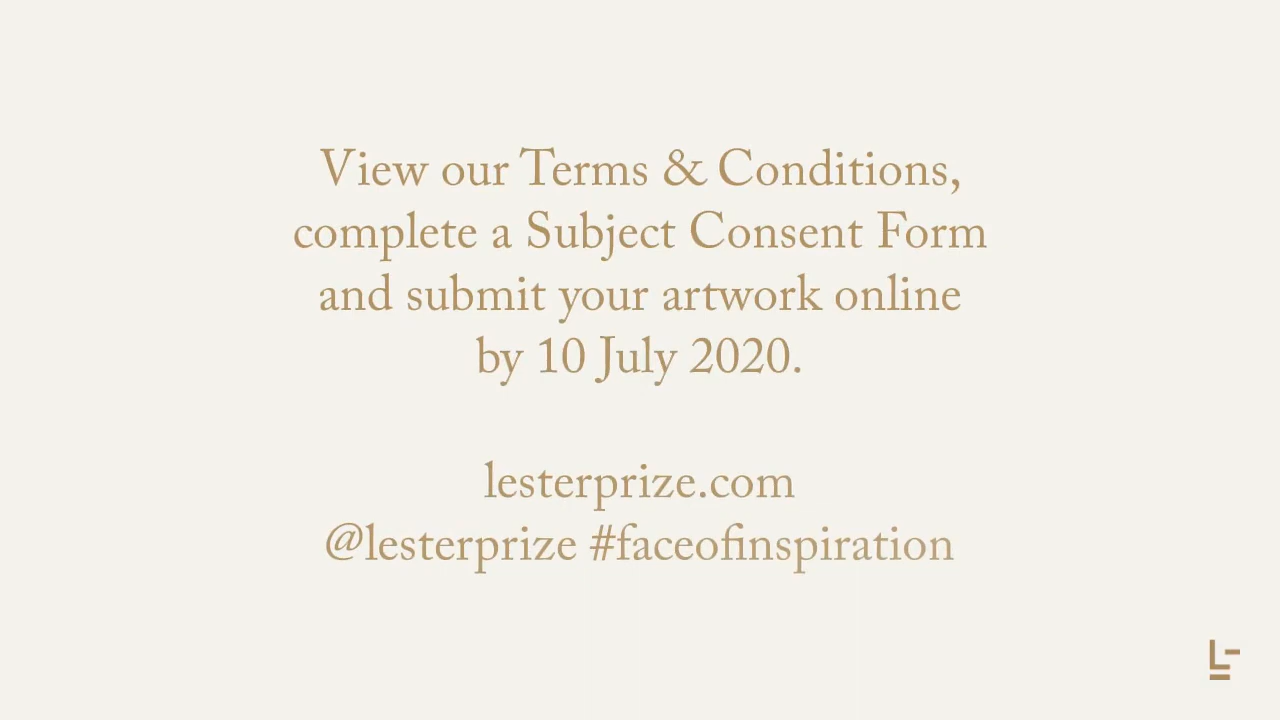 View our Terms & Conditions,
complete a Subject Consent Form
and submit your artwork online
by 10 July 2020.
lesterprize.com
@lesterprize #faceofinspiration